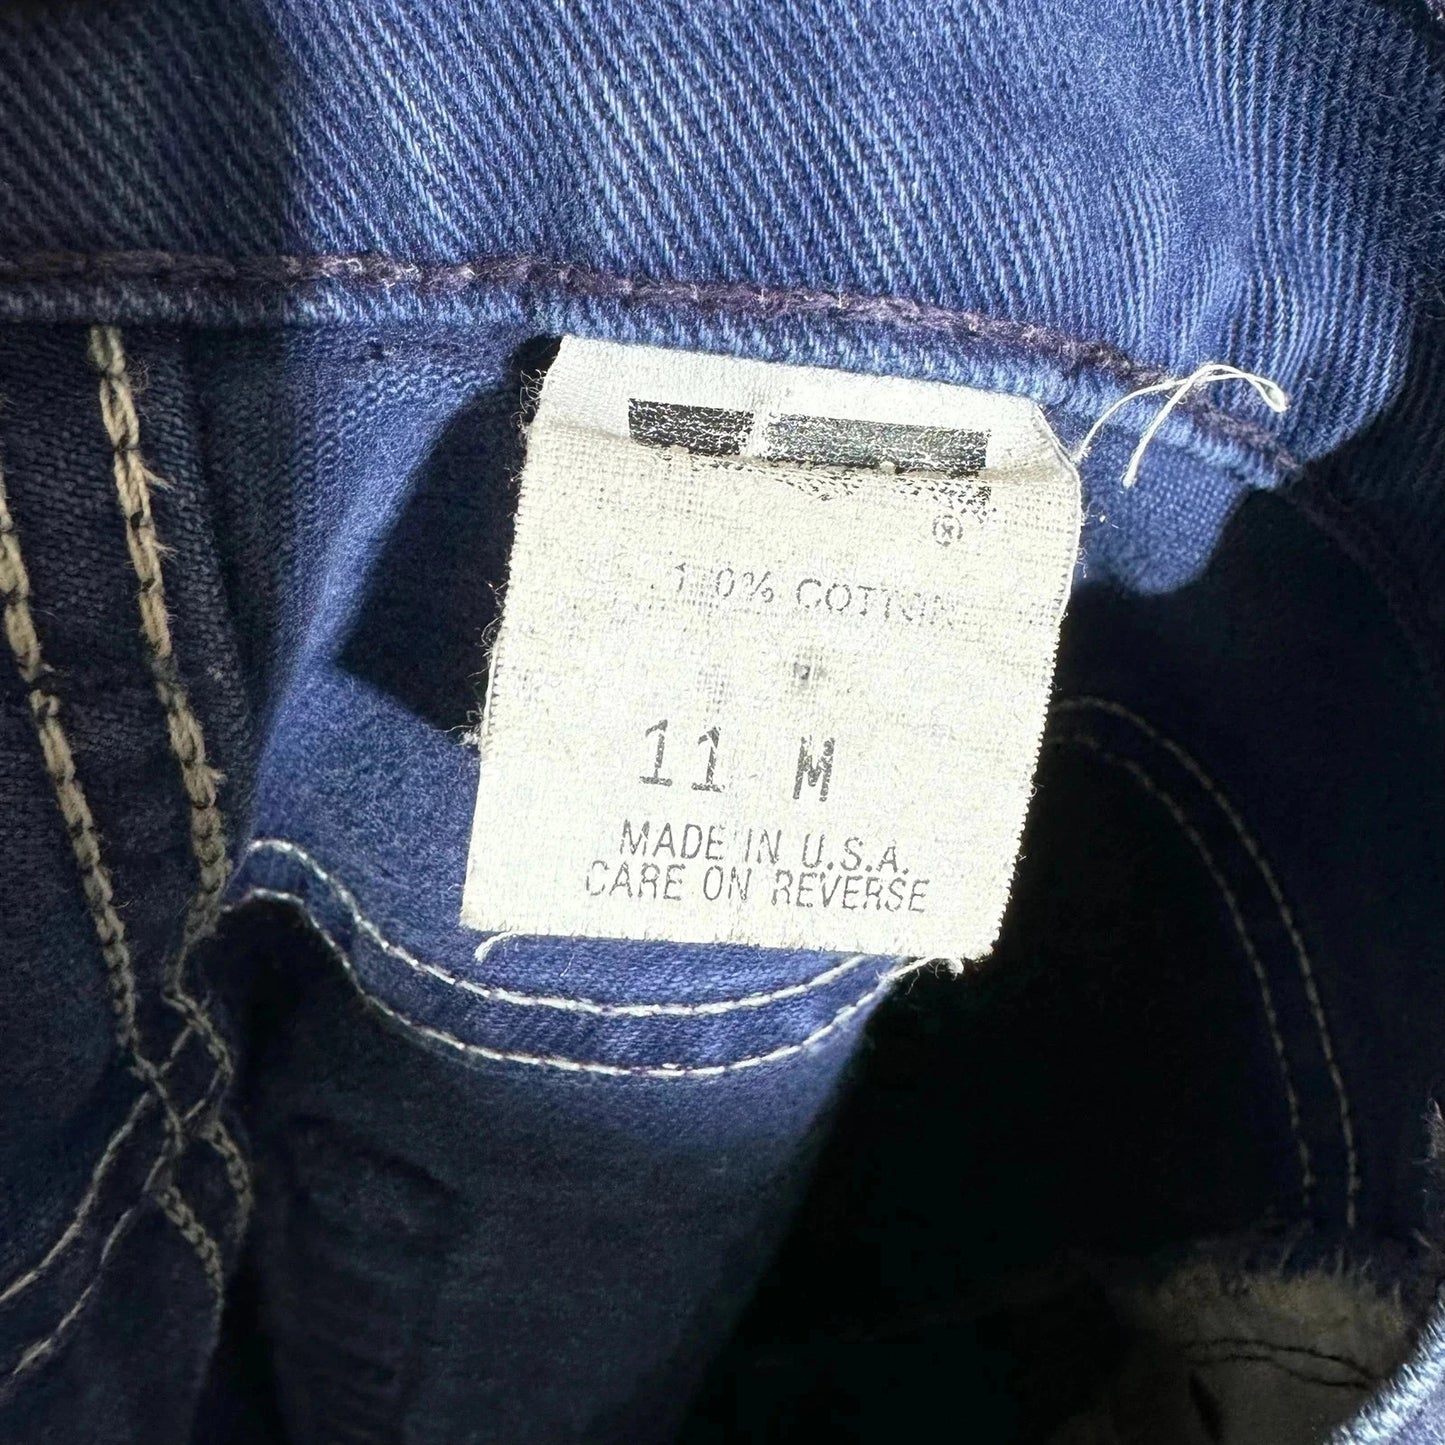 ®
100% COTTON
11 M
MADE IN U.S.A.
CARE ON REVERSE